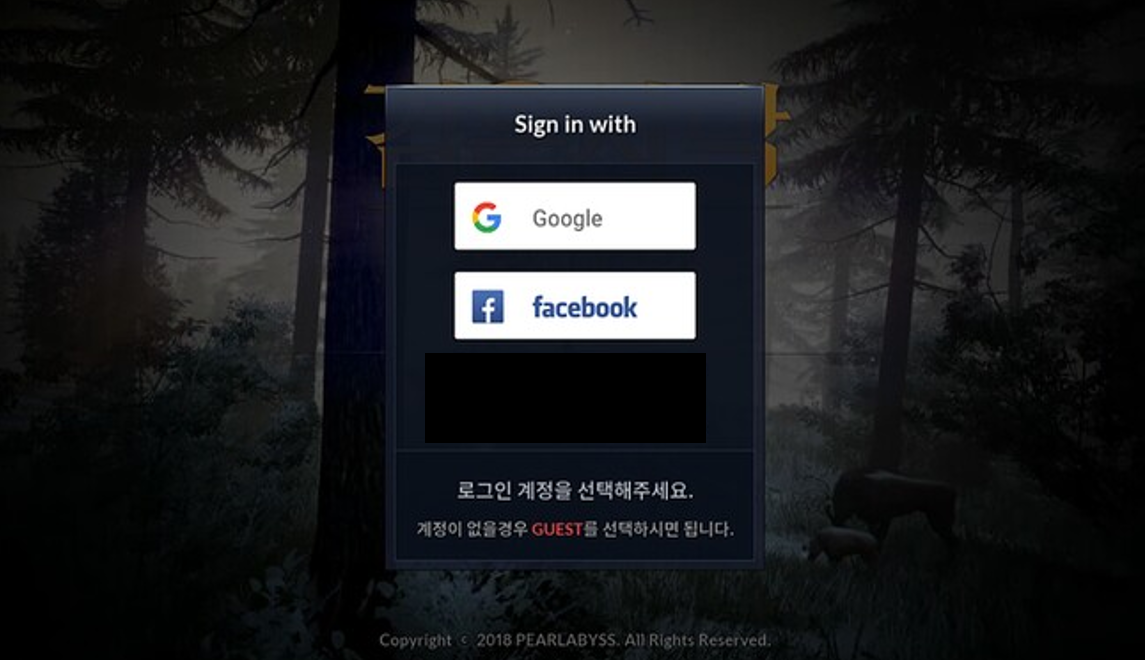 Sign in with
Google
facebook
로그인 계정을 선택해주세요.
계정이 없을경우 GUEST를 선택하시면 됩니다.
Copyright © 2018 PEARLABYSS. All Rights Reserved.